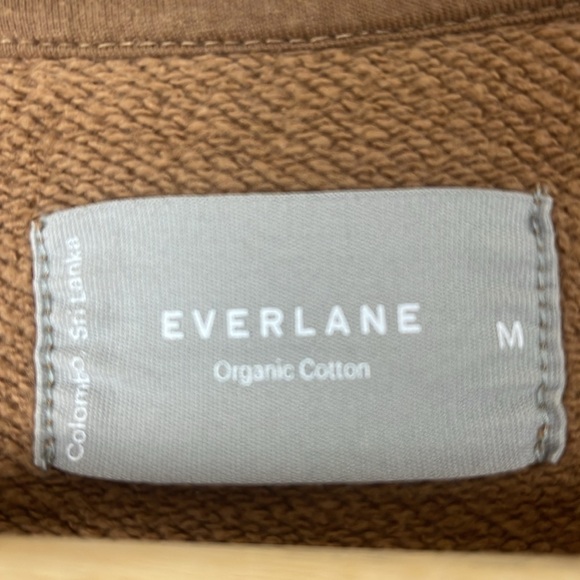 Colombo, Sri Lanka
EVERLANE
Organic Cotton
M